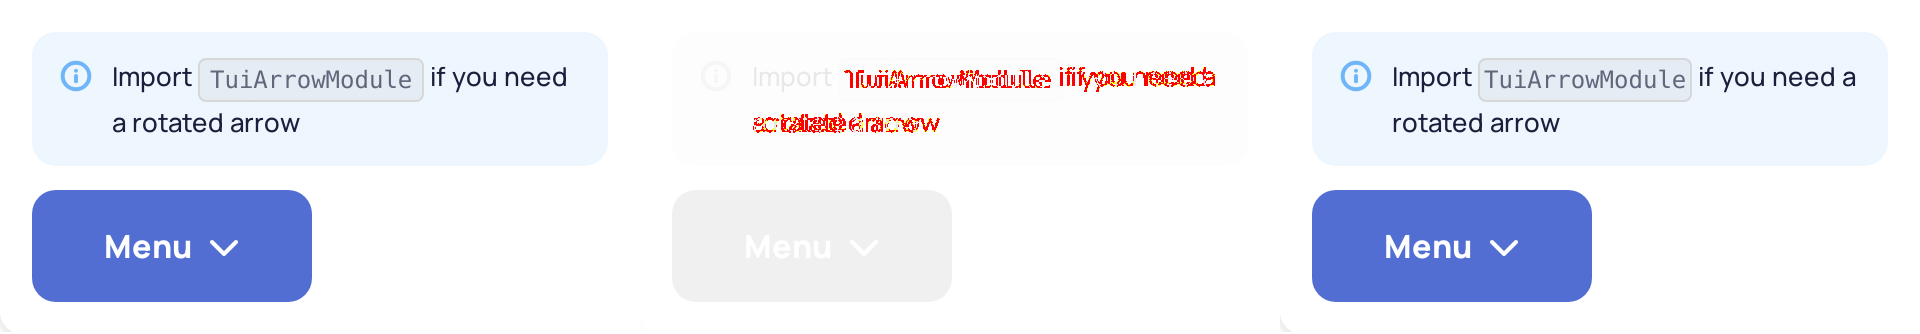 Import TuiArrowModule if you need
a rotated arrow
Menu
Import
Menu
Import TuiArrowModule if you need a
rotated arrow
Menu